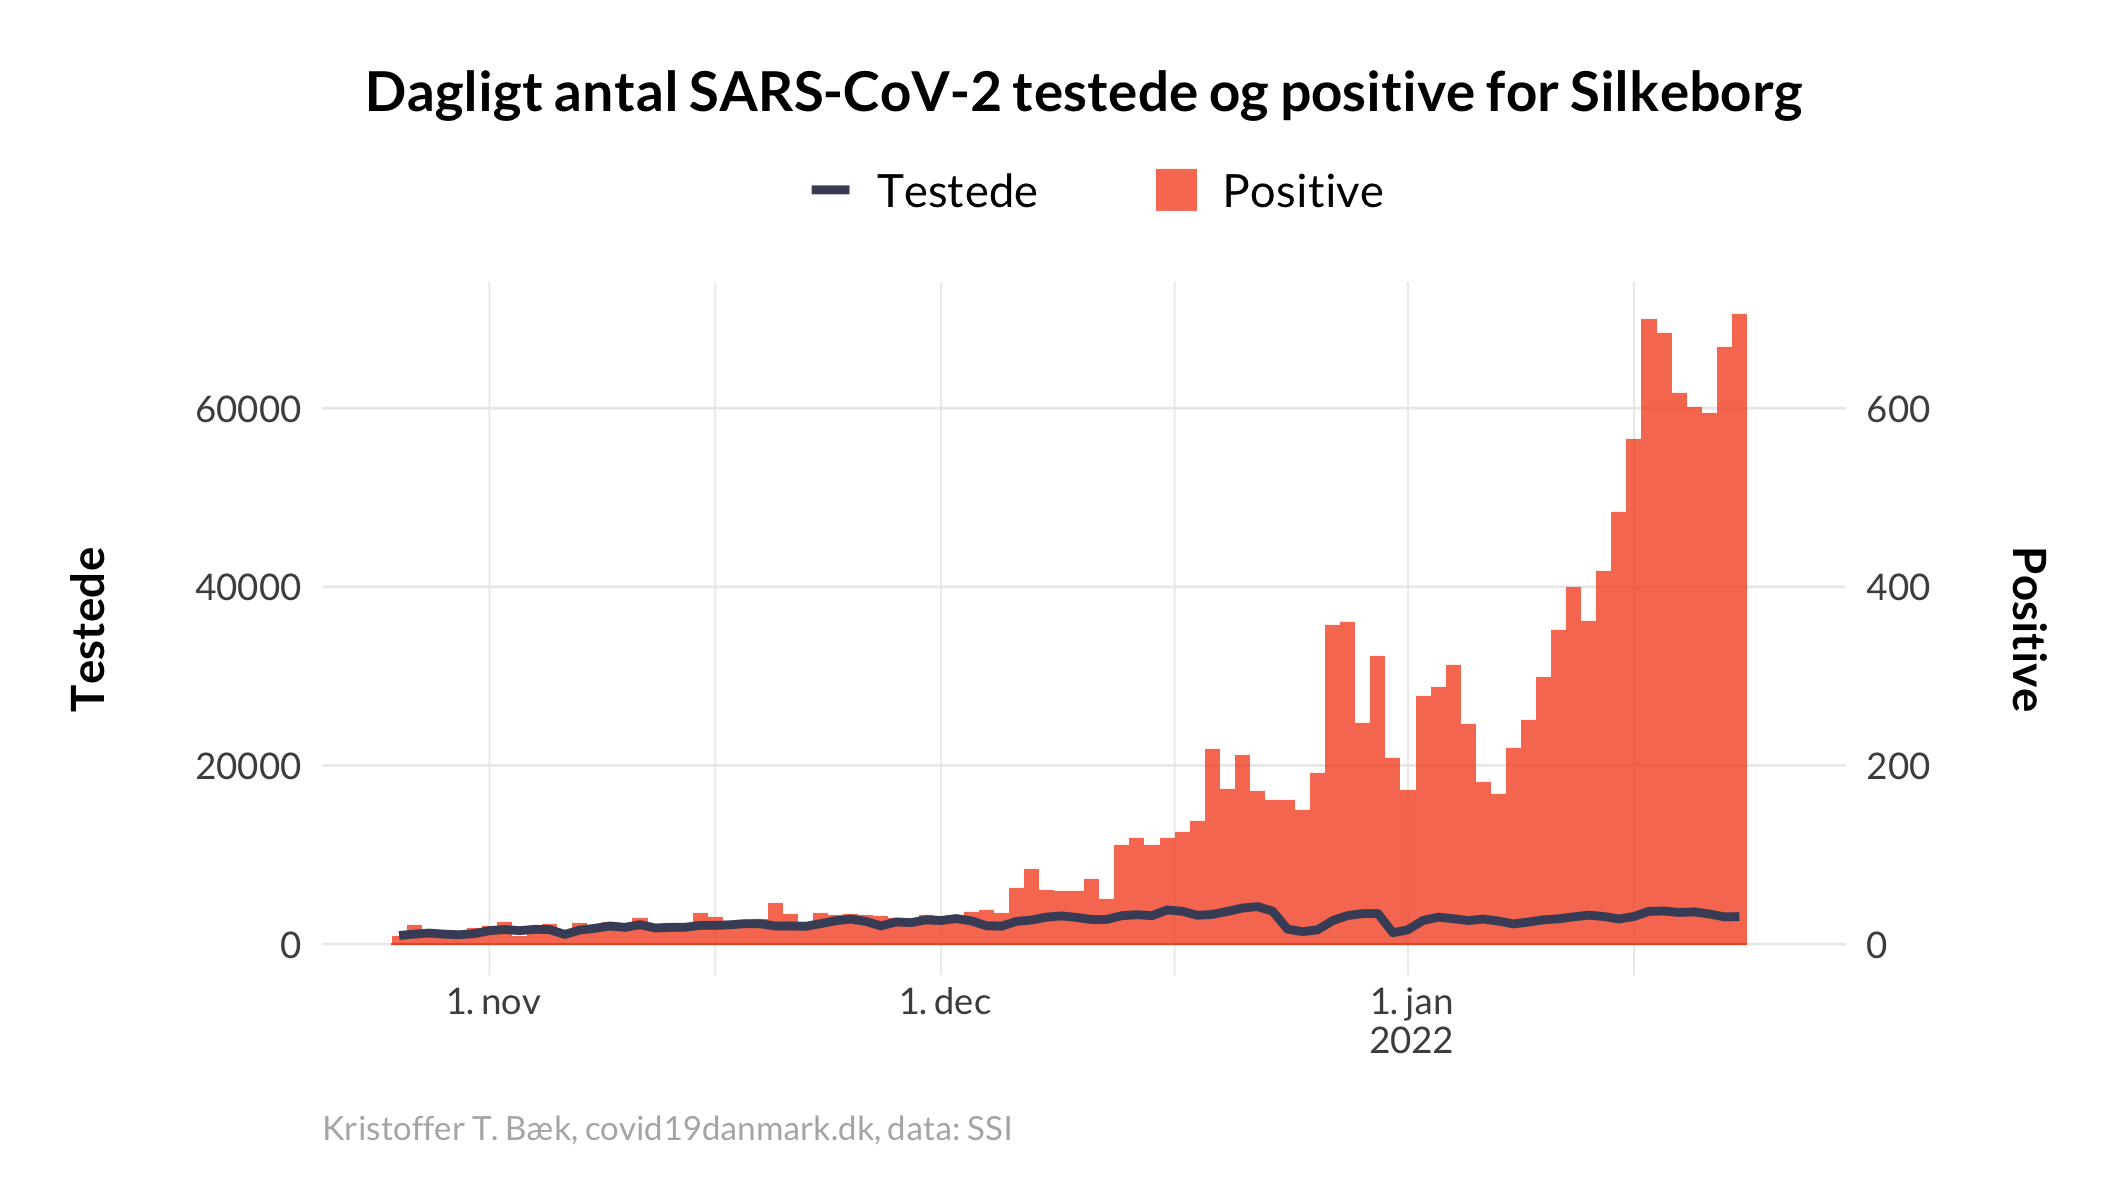 Dagligt antal SARS-CoV-2 testede og positive for Silkeborg
Testede
Positive
60000
40000
20000
0
Testede
600
400
200
0
Positive
1. nov
1. dec
1. jan
2022
Kristoffer T. Bæk, covid19danmark.dk, data: SSI